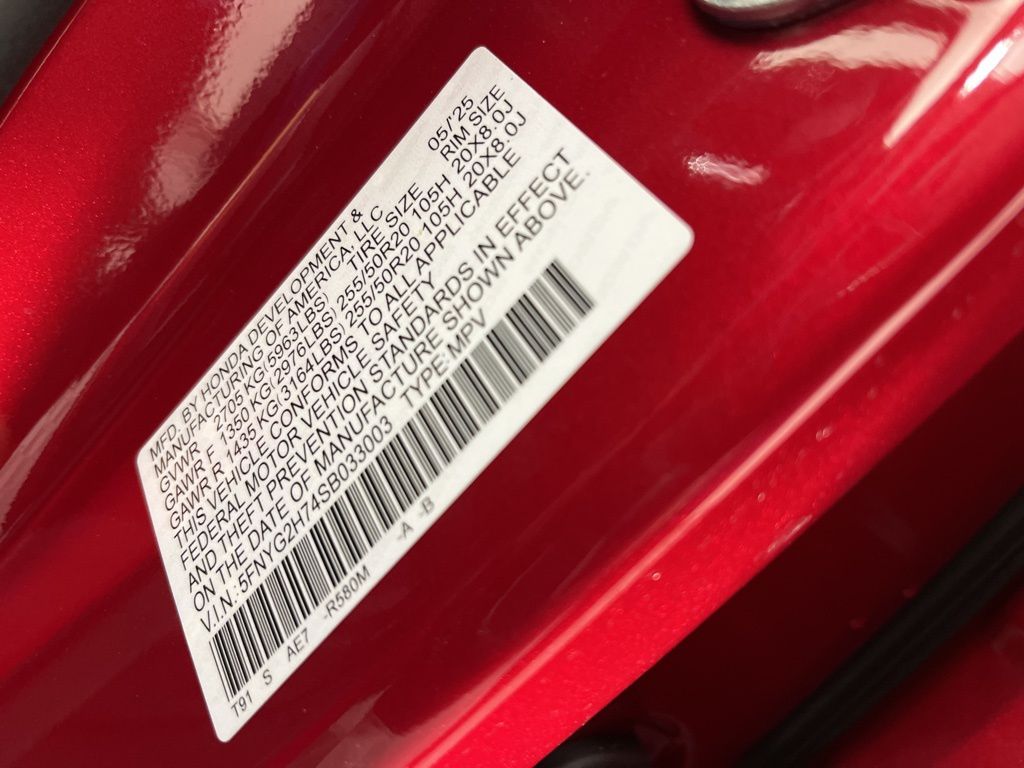 MFD. BY HONDA DEVELOPMENT &
MANUFACTURING OF AMERICA, LLC 05/'25
GVWR 2705 KG(5963LBS) TIRE SIZE RIM SIZE
GAWR F 1350 KG(2976LBS) 255/50R20 105H 20X8.0J
GAWR R 1435 KG(3164LBS) 255/50R20 105H 20X8.0J
THIS VEHICLE CONFORMS TO ALL APPLICABLE
FEDERAL MOTOR VEHICLE SAFETY
AND THEFT PREVENTION STANDARDS IN EFFECT
ON THE DATE OF MANUFACTURE SHOWN ABOVE.
V.I.N.: 5FNYG2H74SB033003 TYPE:MPV
T91 S AE7 -R580M -A -B